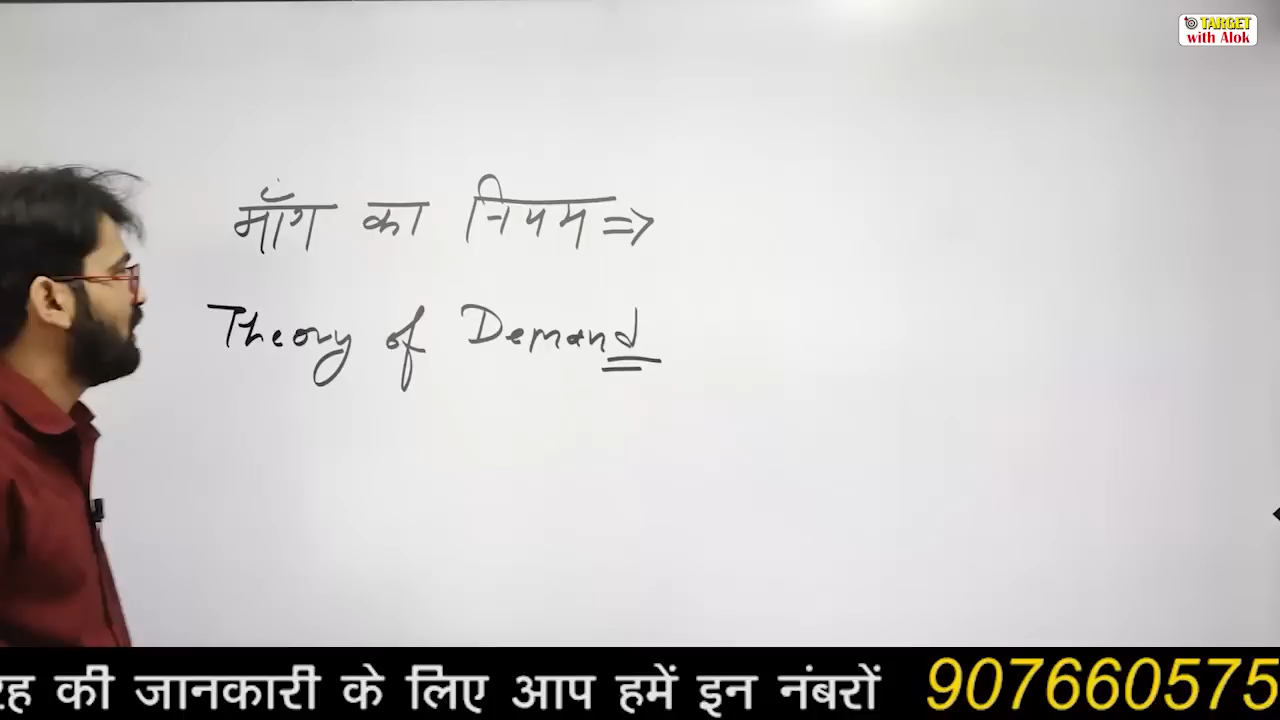 TARGET
with Alok
माँग का नियम =>
Theory of Demand
रह की जानकारी के लिए आप हमें इन नंबरों 907660575